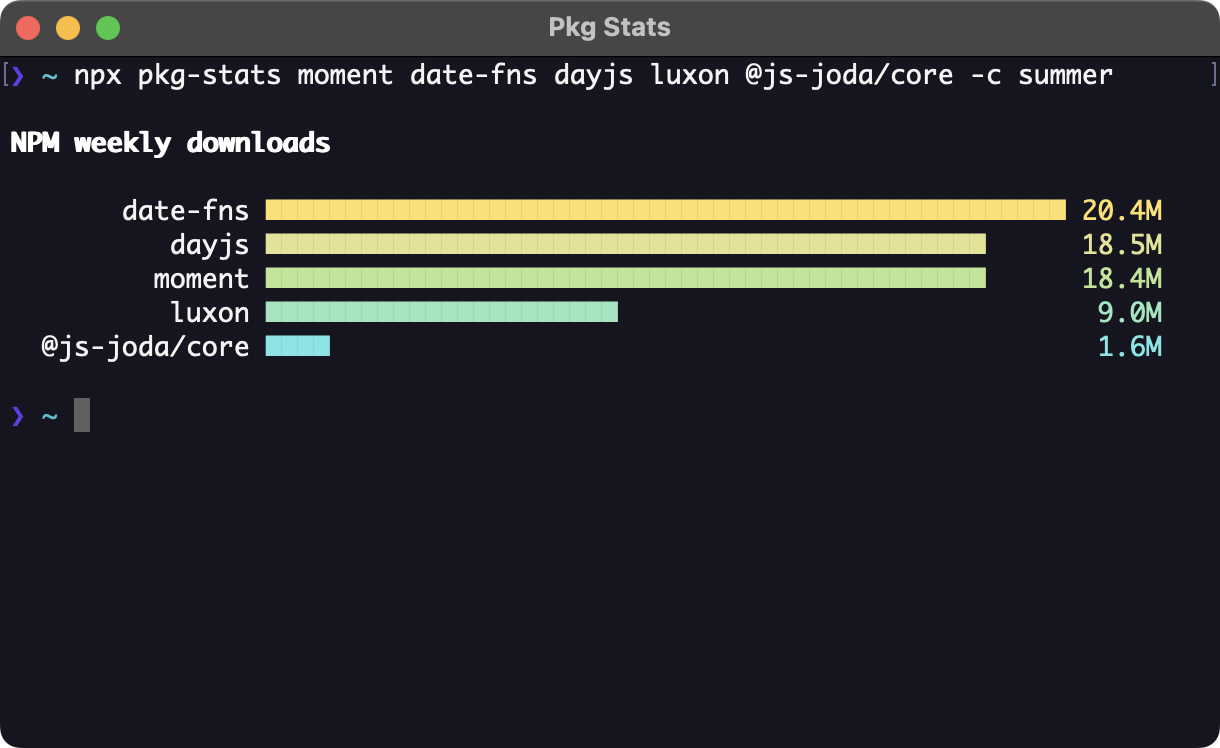 Pkg Stats
[❯ ~ npx pkg-stats moment date-fns dayjs luxon @js-joda/core -c summer ]
NPM weekly downloads
date-fns 20.4M
dayjs 18.5M
moment 18.4M
luxon 9.0M
@js-joda/core 1.6M
❯ ~